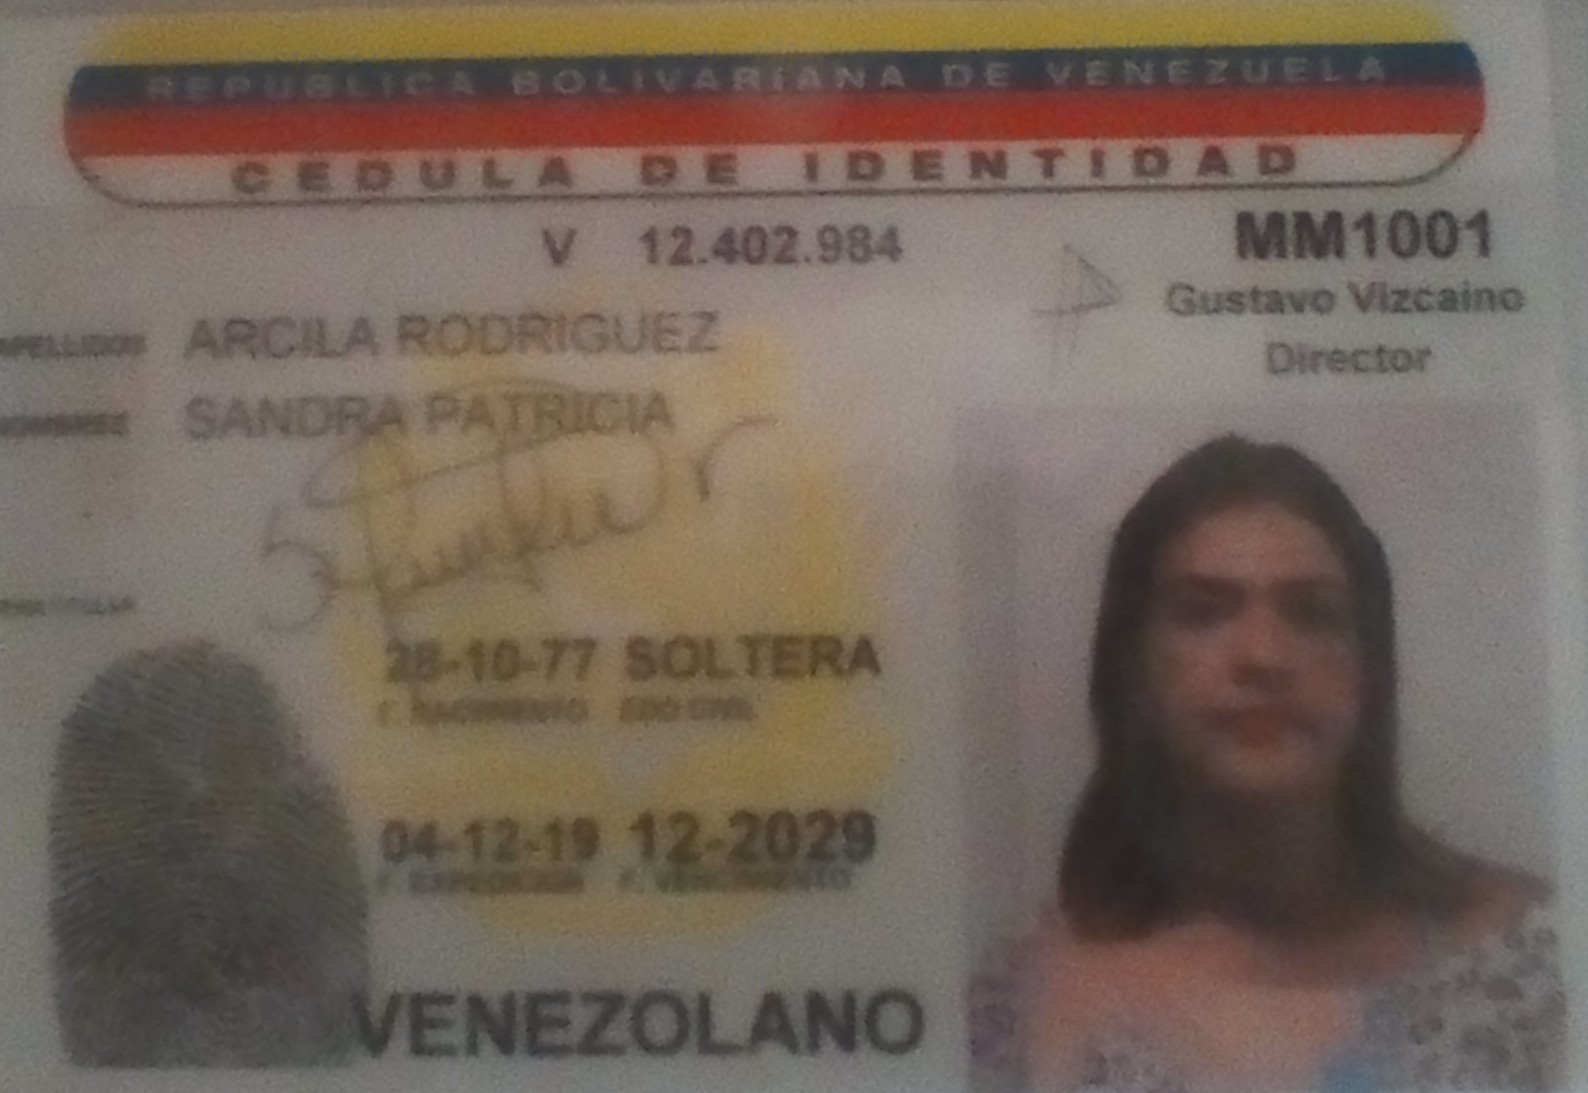 REPUBLICA BOLIVARIANA DE VENEZUELA
CEDULA DE IDENTIDAD
V 12.402.984
MM1001
Gustavo Vizcaino
Director
APELLIDOS ARCILA RODRIGUEZ
NOMBRES SANDRA PATRICIA
28-10-77 SOLTERA
F. NACIMIENTO EDO CIVIL
04-12-19 12-2029
F. EXPEDICION F. VENCIMIENTO
VENEZOLANO